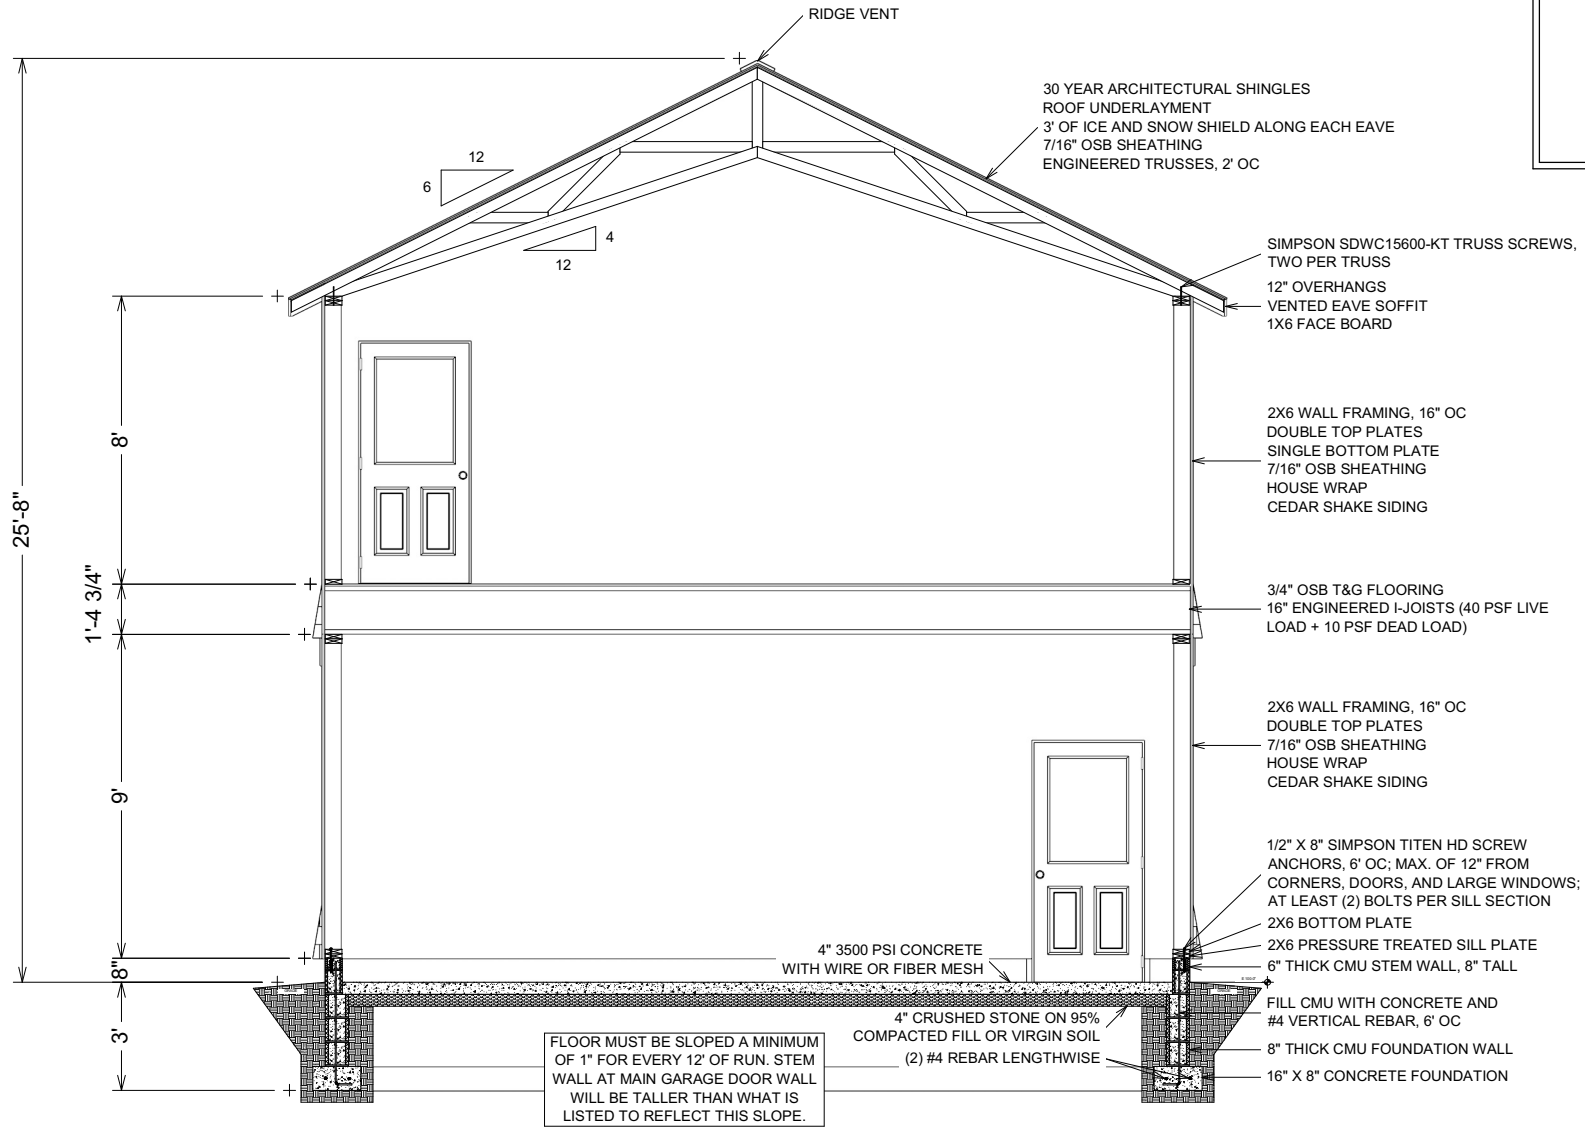 RIDGE VENT
30 YEAR ARCHITECTURAL SHINGLES
ROOF UNDERLAYMENT
3' OF ICE AND SNOW SHIELD ALONG EACH EAVE
7/16" OSB SHEATHING
ENGINEERED TRUSSES, 2' OC
12
6
4
12
SIMPSON SDWC15600-KT TRUSS SCREWS,
TWO PER TRUSS
12" OVERHANGS
VENTED EAVE SOFFIT
1X6 FACE BOARD
8'
25'-8"
2X6 WALL FRAMING, 16" OC
DOUBLE TOP PLATES
SINGLE BOTTOM PLATE
7/16" OSB SHEATHING
HOUSE WRAP
CEDAR SHAKE SIDING
1'-4 3/4"
3/4" OSB T&G FLOORING
16" ENGINEERED I-JOISTS (40 PSF LIVE
LOAD + 10 PSF DEAD LOAD)
9'
2X6 WALL FRAMING, 16" OC
DOUBLE TOP PLATES
7/16" OSB SHEATHING
HOUSE WRAP
CEDAR SHAKE SIDING
1/2" X 8" SIMPSON TITEN HD SCREW
ANCHORS, 6' OC; MAX. OF 12" FROM
CORNERS, DOORS, AND LARGE WINDOWS;
AT LEAST (2) BOLTS PER SILL SECTION
2X6 BOTTOM PLATE
2X6 PRESSURE TREATED SILL PLATE
6" THICK CMU STEM WALL, 8" TALL
8"
4" 3500 PSI CONCRETE
WITH WIRE OR FIBER MESH
3'
4" CRUSHED STONE ON 95%
COMPACTED FILL OR VIRGIN SOIL
(2) #4 REBAR LENGTHWISE
FILL CMU WITH CONCRETE AND
#4 VERTICAL REBAR, 6' OC
8" THICK CMU FOUNDATION WALL
16" X 8" CONCRETE FOUNDATION
FLOOR MUST BE SLOPED A MINIMUM
OF 1" FOR EVERY 12' OF RUN. STEM
WALL AT MAIN GARAGE DOOR WALL
WILL BE TALLER THAN WHAT IS
LISTED TO REFLECT THIS SLOPE.